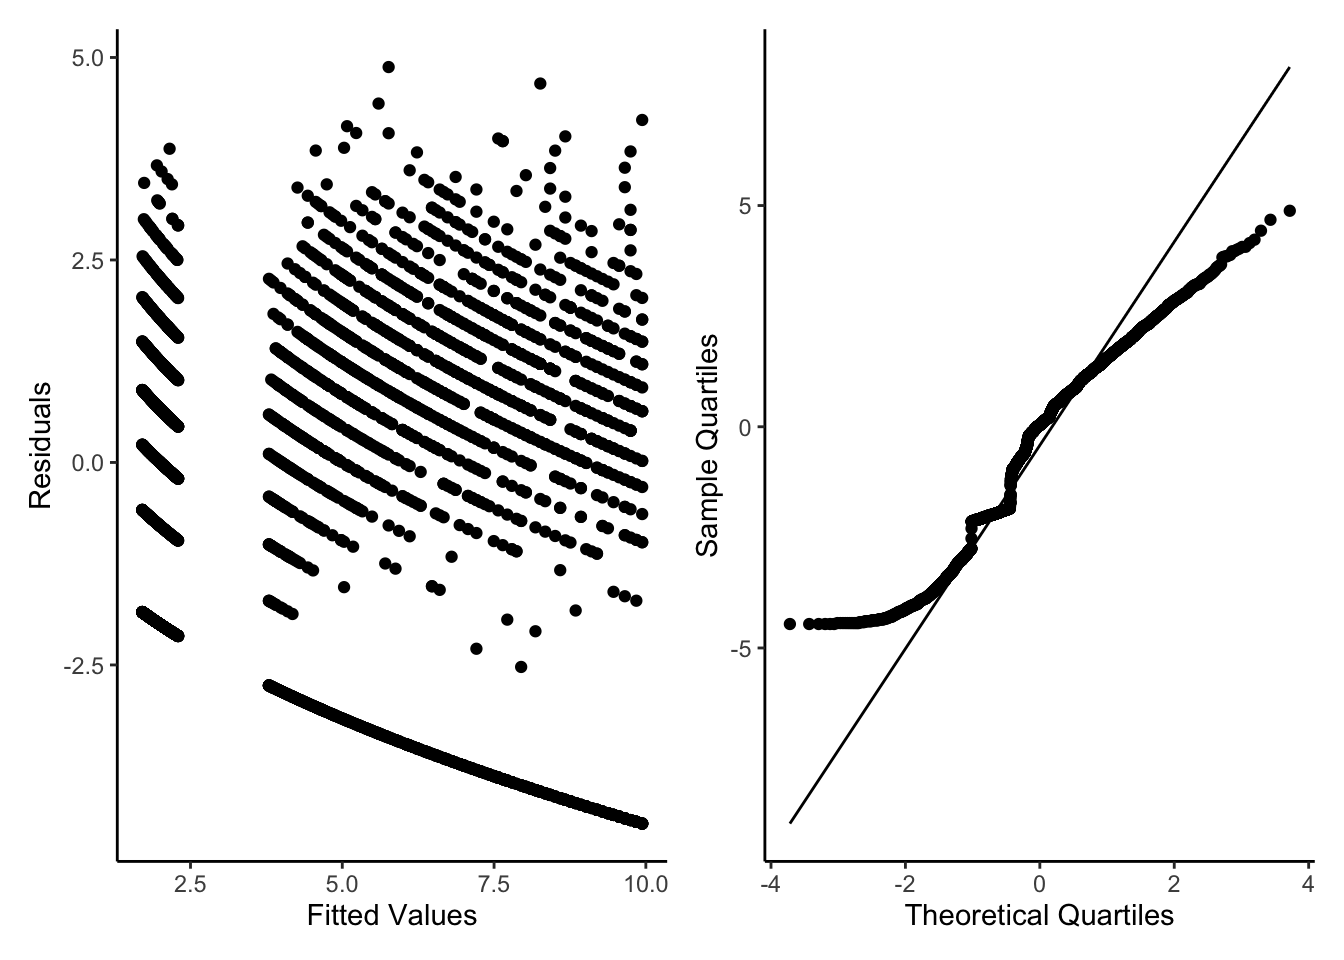 5.0
2.5
0.0
-2.5
Residuals
2.5 5.0 7.5 10.0
Fitted Values
5
0
-5
Sample Quartiles
-4 -2 0 2 4
Theoretical Quartiles